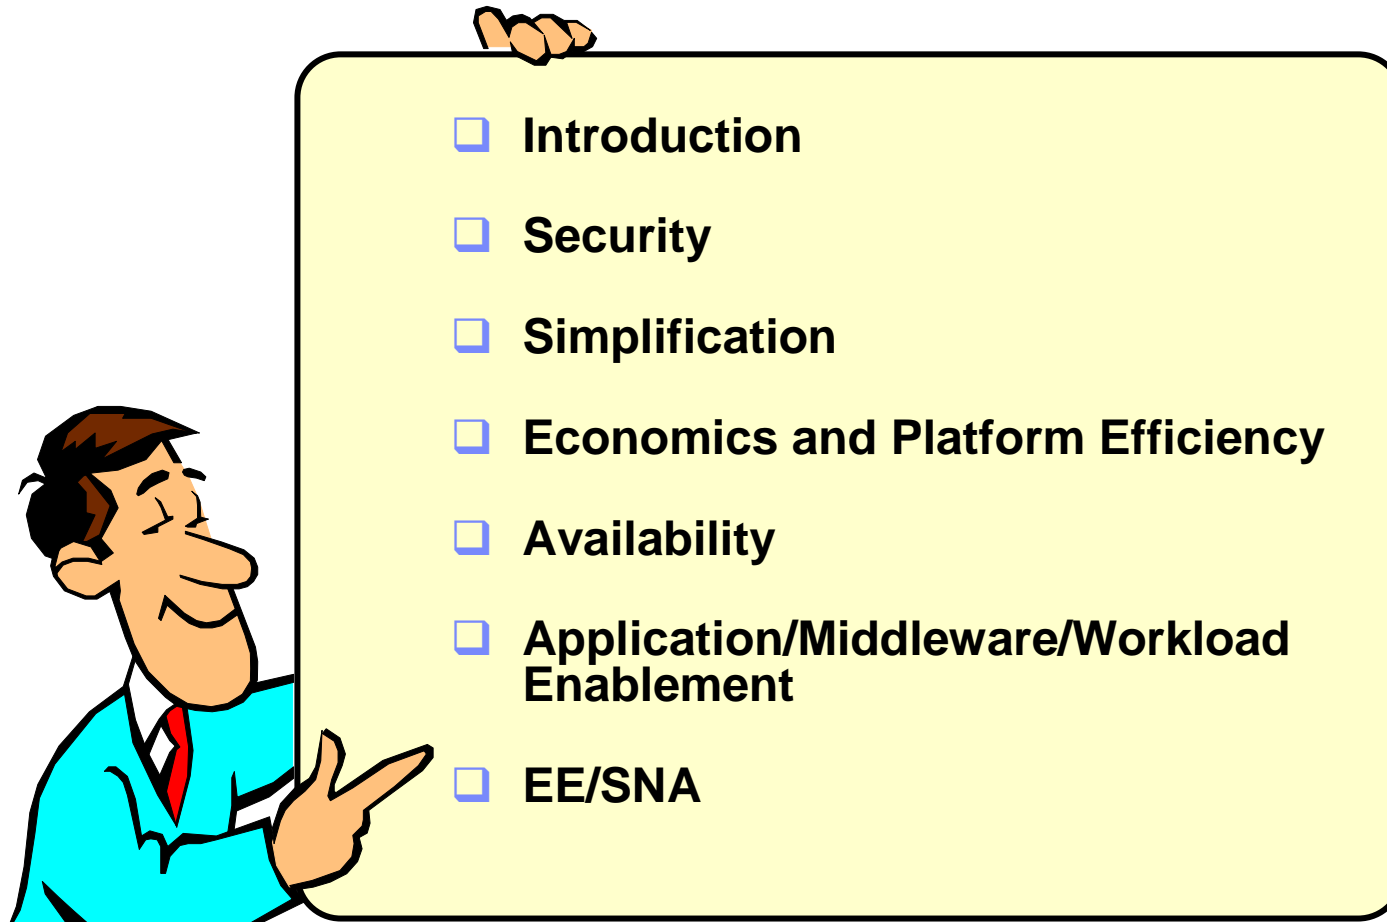 Introduction
Security
Simplification
Economics and Platform Efficiency
Availability
Application/Middleware/Workload
Enablement
EE/SNA